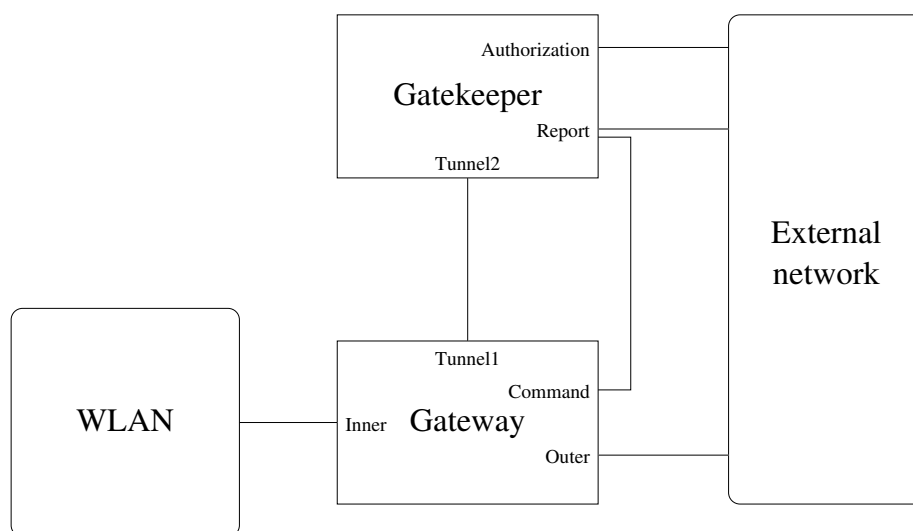 Authorization
Gatekeeper
Report
Tunnel2
External
network
Tunnel1
Command
WLAN
Inner
Gateway
Outer